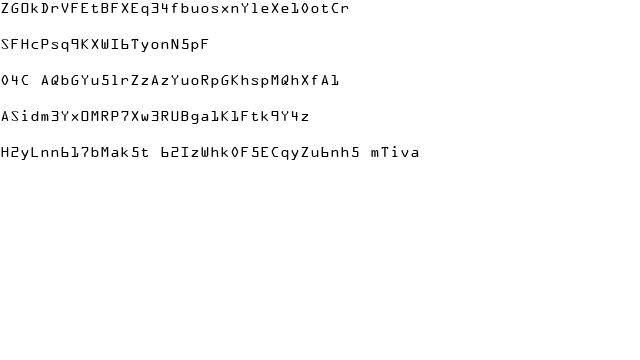 ZGOkDrVFEtBFXEq34fbuosxnYleXe10otCr
SFHcPsq9KXWI6TyonN5pF
04C AQbGYu5lrZzAzYuoRpGKhspMQhXfA1
ASidm3YxOMRP7Xw3RUBga1K1Ftk9Y4z
H2yLnn617bMak5t 62IzWhk0F5ECqyZu6nh5 mTiva